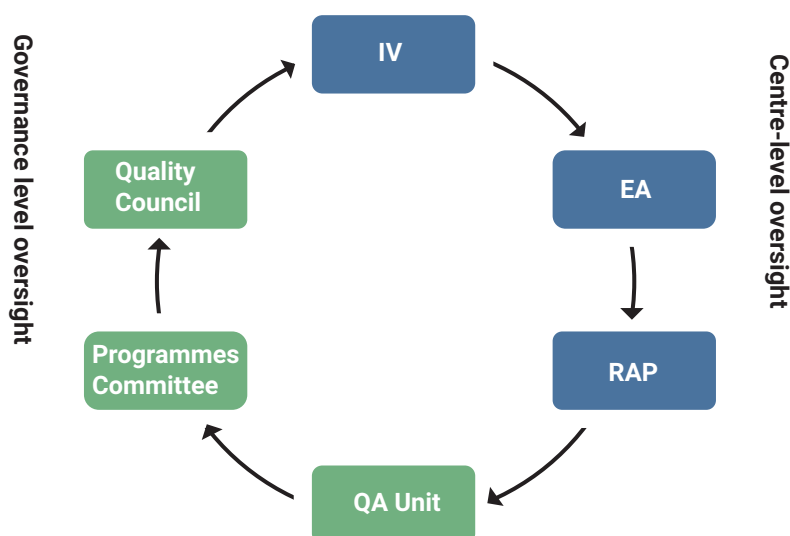 Governance level oversight
IV
Centre-level oversight
EA
Quality
Council
RAP
Programmes
Committee
QA Unit